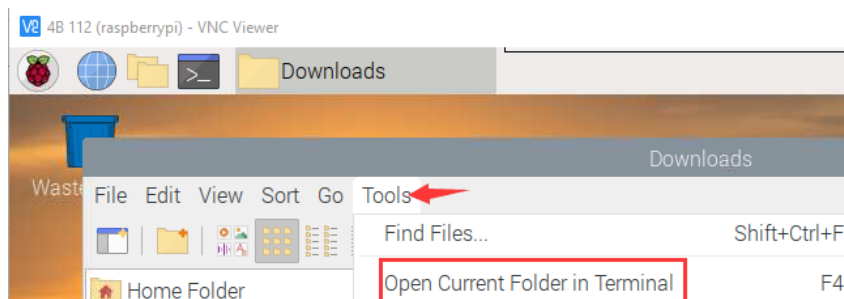 4B 112 (raspberrypi) - VNC Viewer
>_ Downloads
Downloads
Waste
File Edit View Sort Go Tools
Find Files... Shift+Ctrl+F
Open Current Folder in Terminal F4
Home Folder